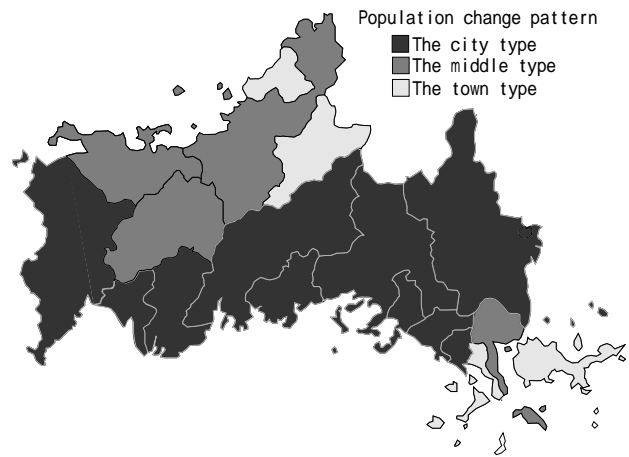 Population change pattern
The city type
The middle type
The town type